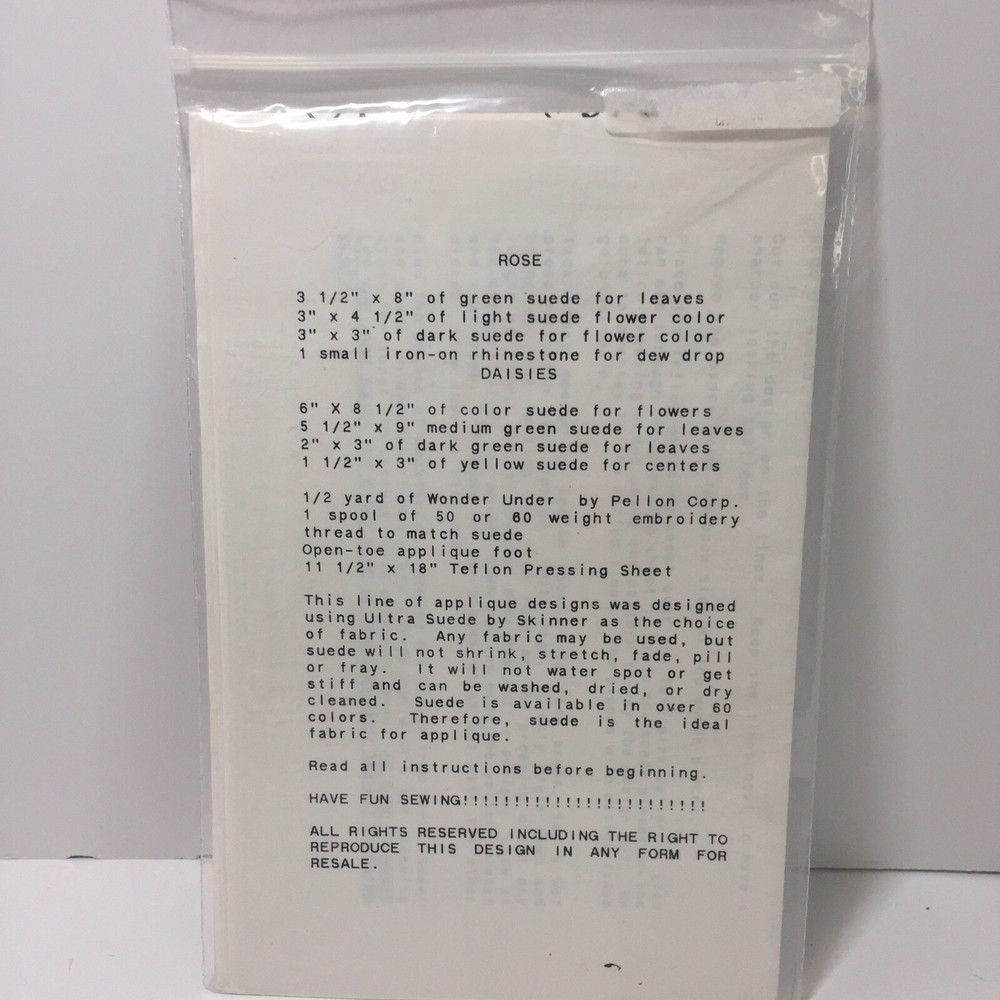 ROSE
3 1/2" x 8" of green suede for leaves
3" x 4 1/2" of light suede flower color
3" x 3" of dark suede for flower color
1 small iron-on rhinestone for dew drop
DAISIES
6" X 8 1/2" of color suede for flowers
5 1/2" x 9" medium green suede for leaves
2" x 3" of dark green suede for leaves
1 1/2" x 3" of yellow suede for centers
1/2 yard of Wonder Under by Pellon Corp.
1 spool of 50 or 60 weight embroidery
thread to match suede
Open-toe applique foot
11 1/2" x 18" Teflon Pressing Sheet
This line of applique designs was designed
using Ultra Suede by Skinner as the choice
of fabric. Any fabric may be used, but
suede will not shrink, stretch, fade, pill
or fray. It will not water spot or get
stiff and can be washed, dried, or dry
cleaned. Suede is available in over 60
colors. Therefore, suede is the ideal
fabric for applique.
Read all instructions before beginning.
HAVE FUN SEWING!!!!!!!!!!!!!!!!!!!!!!!!
ALL RIGHTS RESERVED INCLUDING THE RIGHT TO
REPRODUCE THIS DESIGN IN ANY FORM FOR
RESALE.